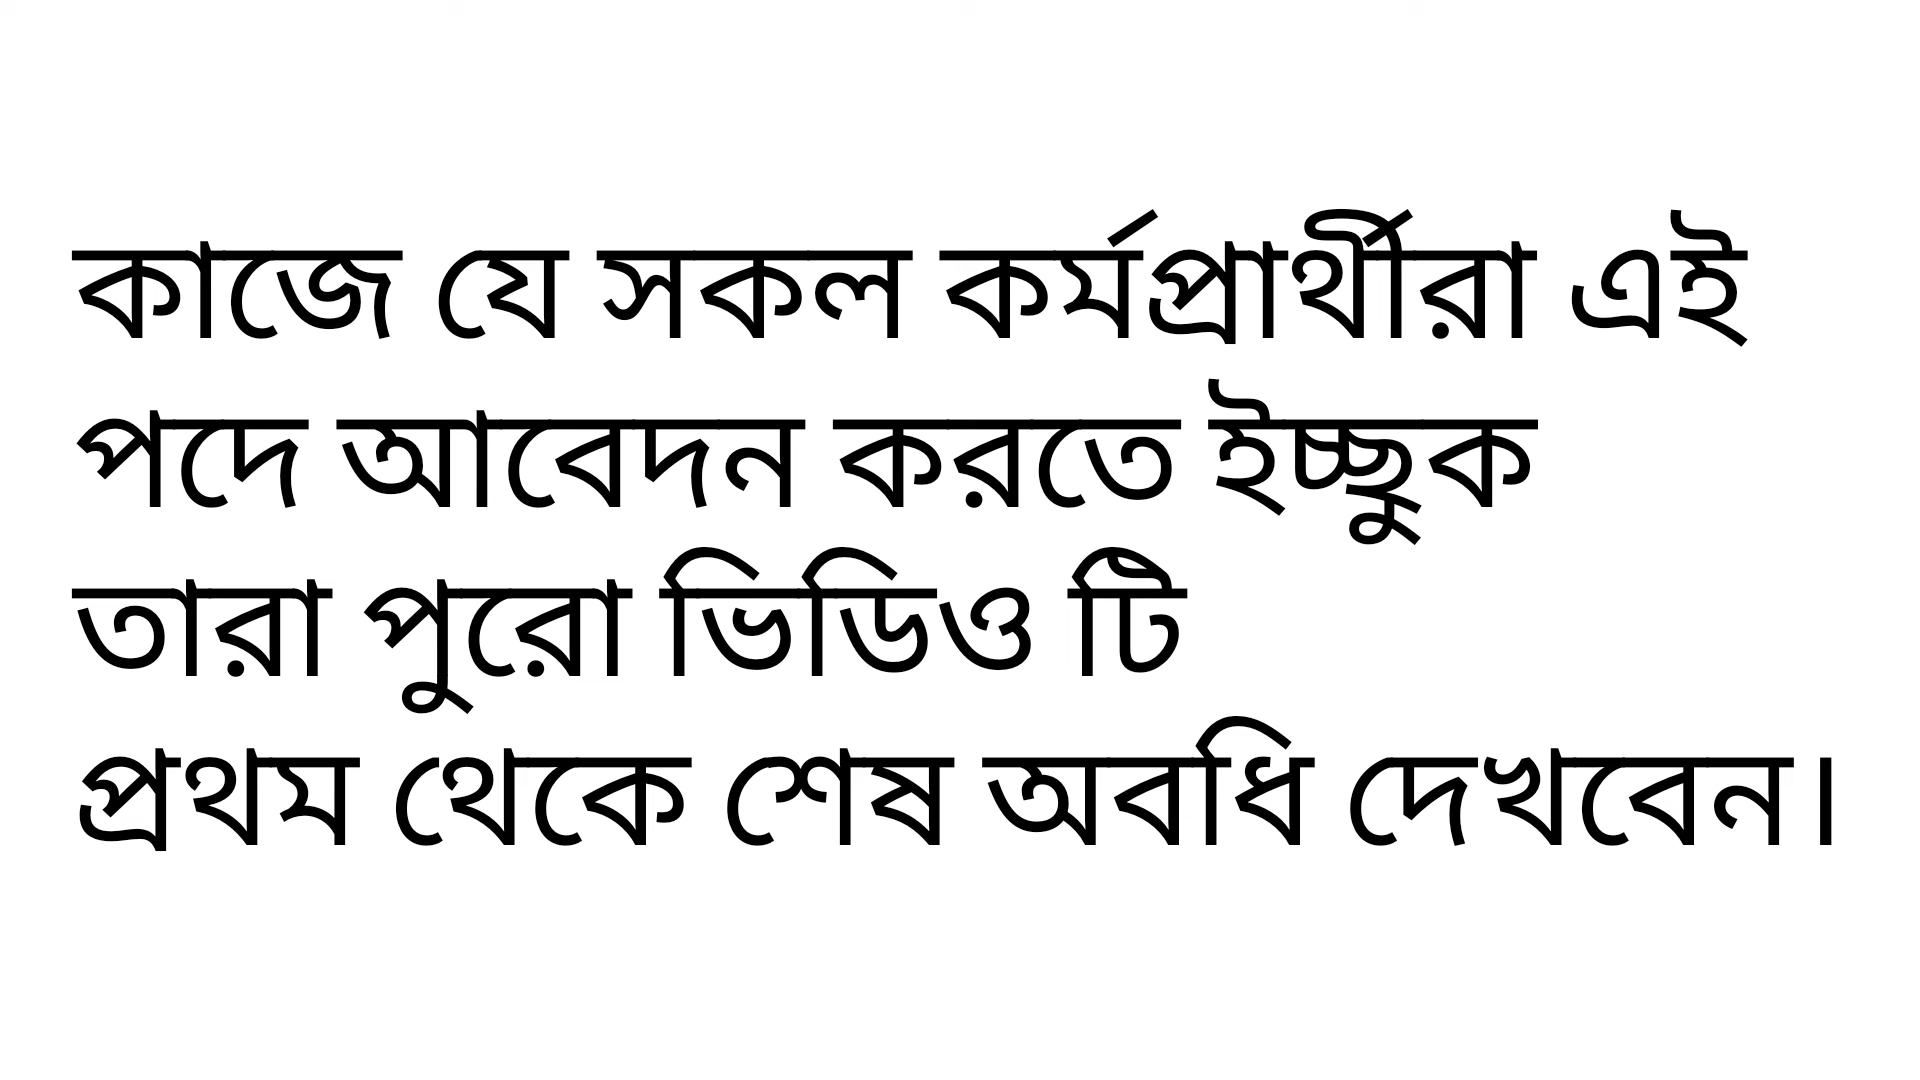 কাজে যে সকল কর্মপ্রার্থীরা এই
পদে আবেদন করতে ইচ্ছুক
তারা পুরো ভিডিও টি
প্রথম থেকে শেষ অবধি দেখবেন।